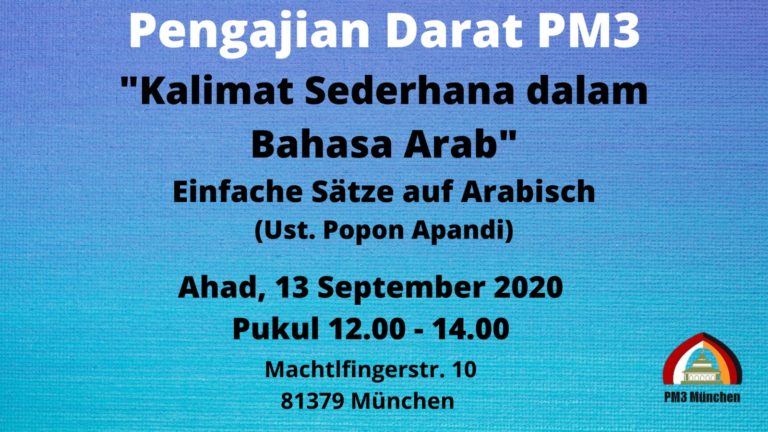 Pengajian Darat PM3
"Kalimat Sederhana dalam
Bahasa Arab"
Einfache Sätze auf Arabisch
(Ust. Popon Apandi)
Ahad, 13 September 2020
Pukul 12.00 - 14.00
Machtlfingerstr. 10
81379 München
PM3 München